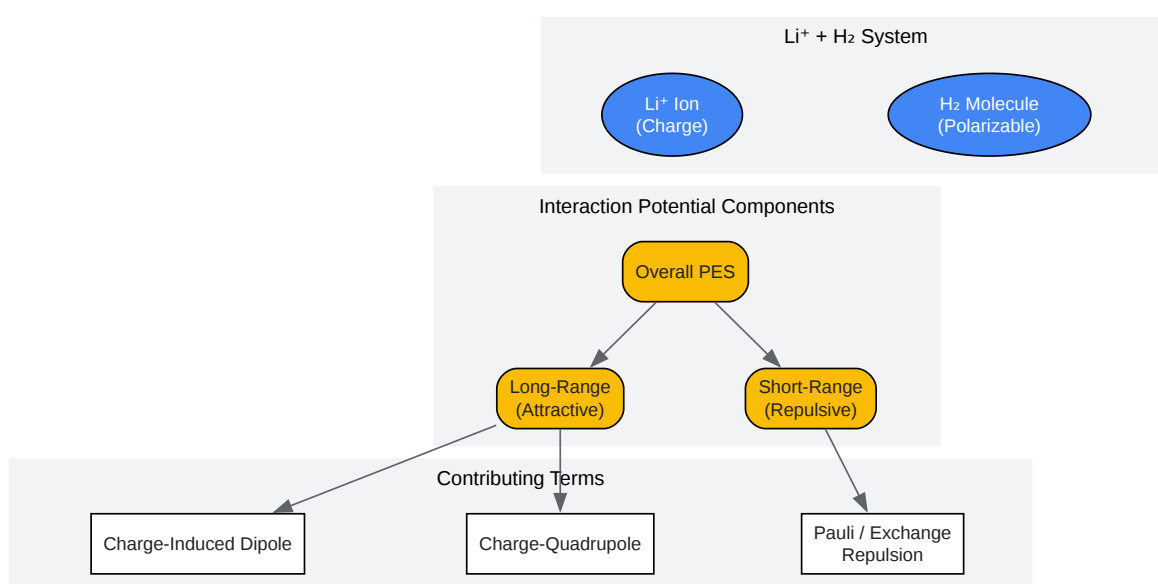 Li⁺ + H₂ System
Li⁺ Ion
(Charge)
H₂ Molecule
(Polarizable)
Interaction Potential Components
Overall PES
Long-Range
(Attractive)
Short-Range
(Repulsive)
Contributing Terms
Charge-Induced Dipole
Charge-Quadrupole
Pauli / Exchange
Repulsion